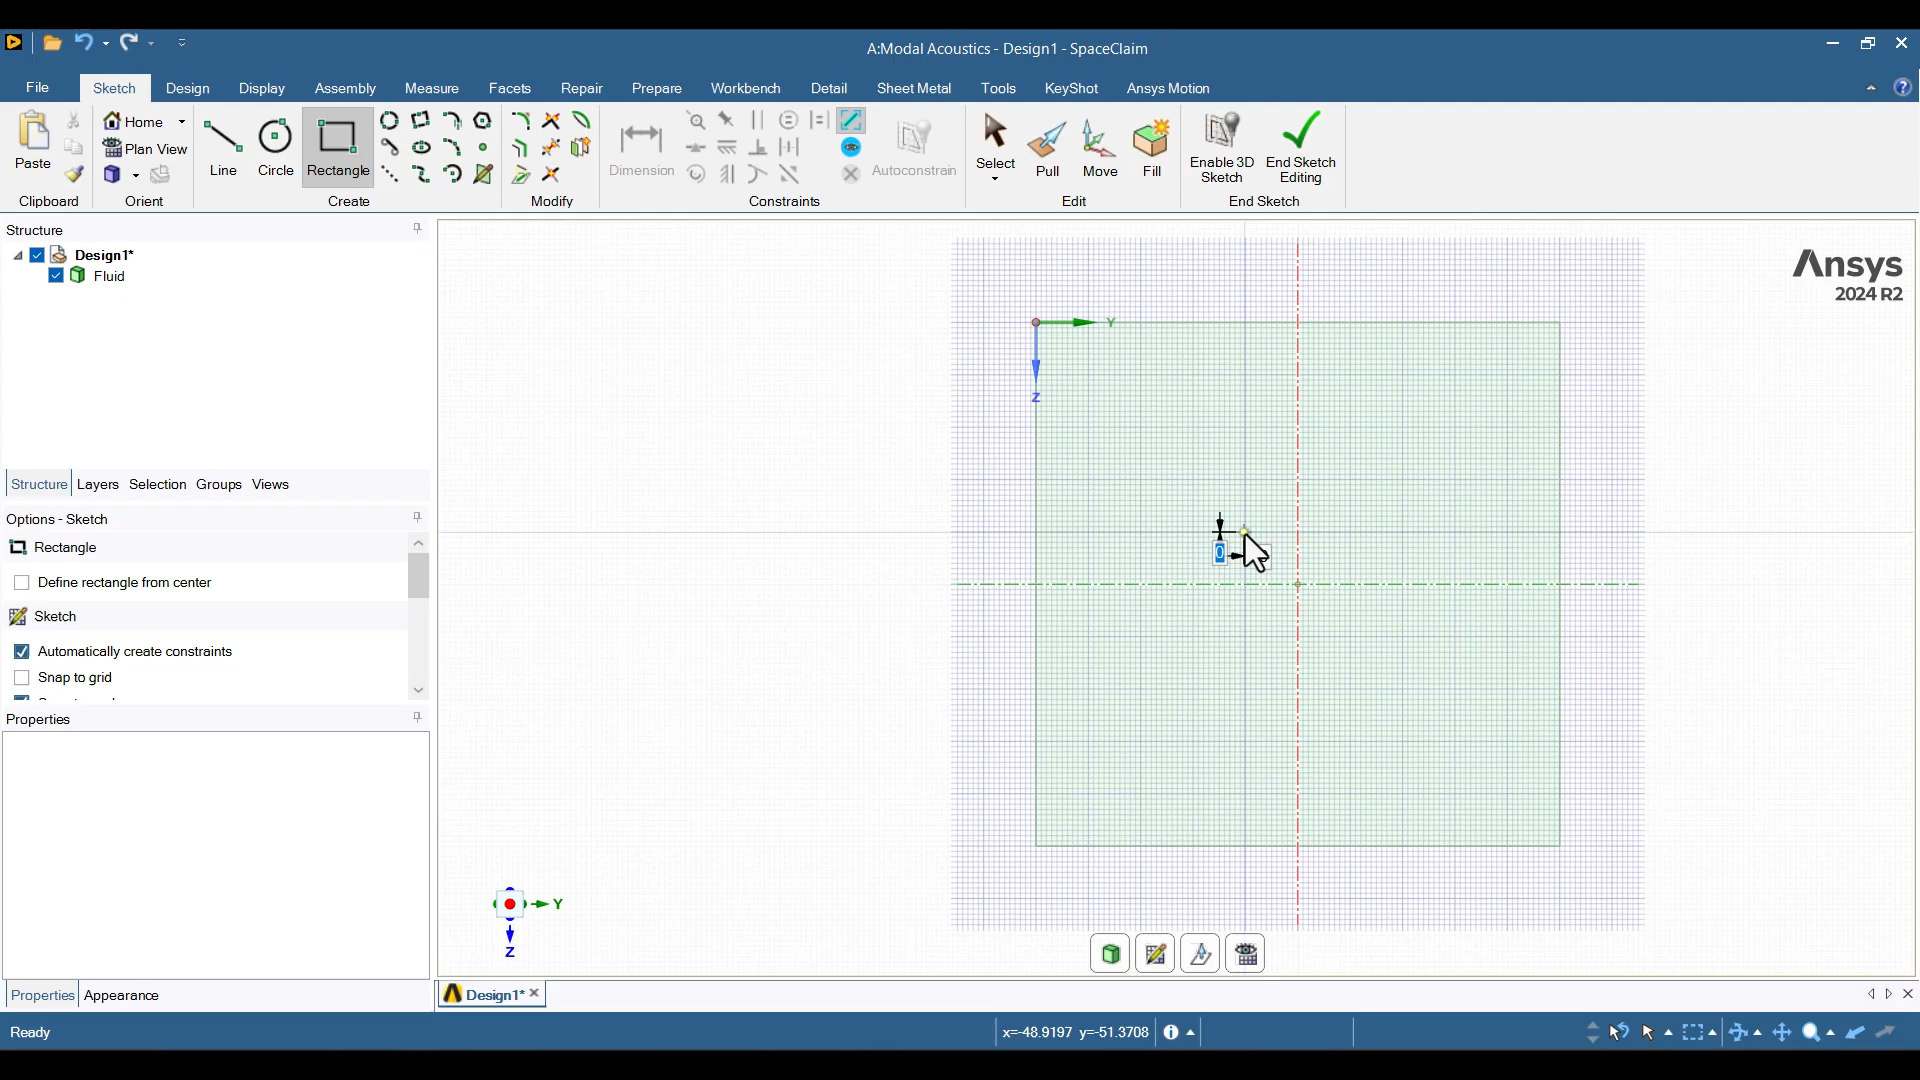 A:Modal Acoustics - Design1 - SpaceClaim
File Sketch Design Display Assembly Measure Facets Repair Prepare Workbench Detail Sheet Metal Tools KeyShot Ansys Motion
Paste
Home
Plan View
Line Circle Rectangle
Dimension
Autoconstrain
Select Pull Move Fill
Enable 3D Sketch
End Sketch Editing
Clipboard Orient Create Modify Constraints Edit End Sketch
Structure
Design1*
Fluid
Structure Layers Selection Groups Views
Options - Sketch
Rectangle
Define rectangle from center
Sketch
Automatically create constraints
Snap to grid
Properties
Properties Appearance
Ansys
2024 R2
Y
Z
0
Y
Z
Design1*
Ready
x=-48.9197 y=-51.3708